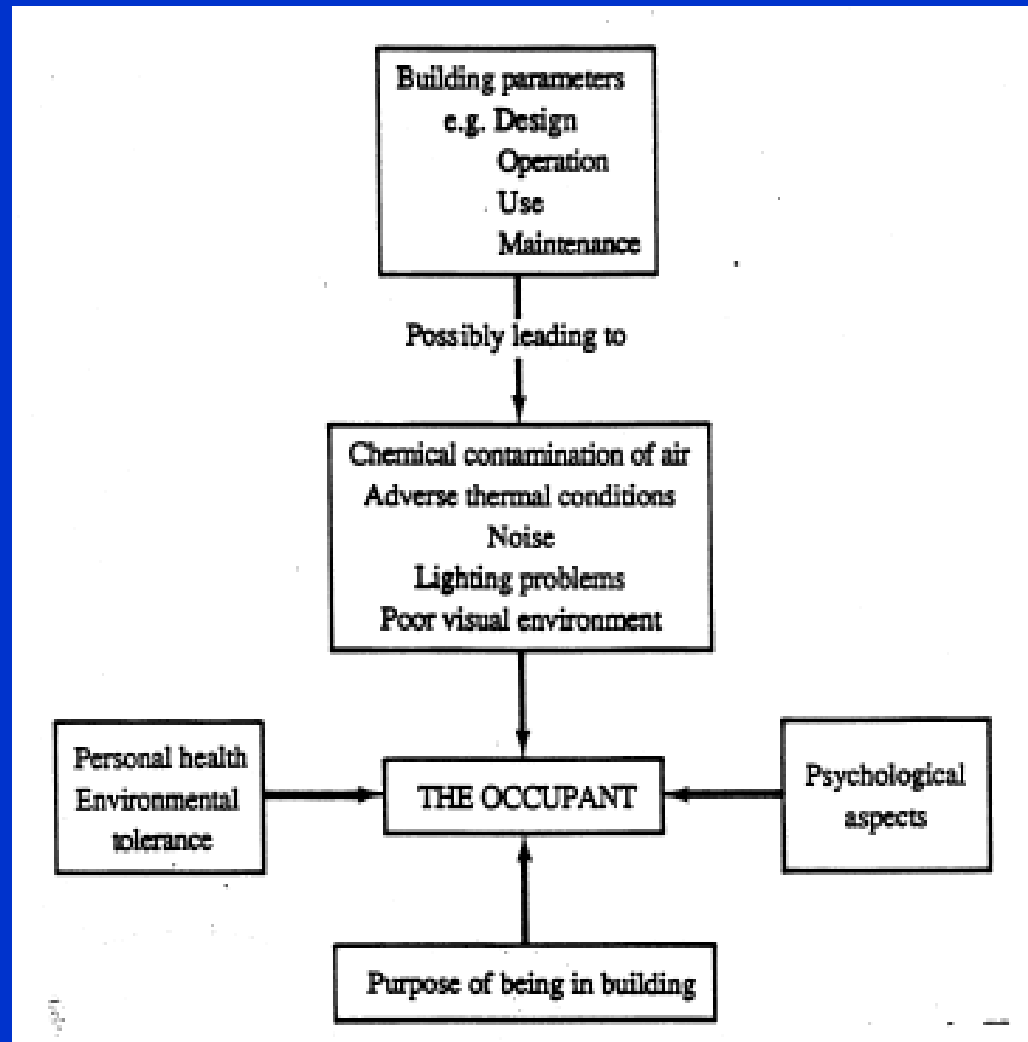 Building parameters
e.g. Design
Operation
Use
Maintenance
Possibly leading to
Chemical contamination of air
Adverse thermal conditions
Noise
Lighting problems
Poor visual environment
Personal health
Environmental
tolerance
THE OCCUPANT
Psychological
aspects
Purpose of being in building